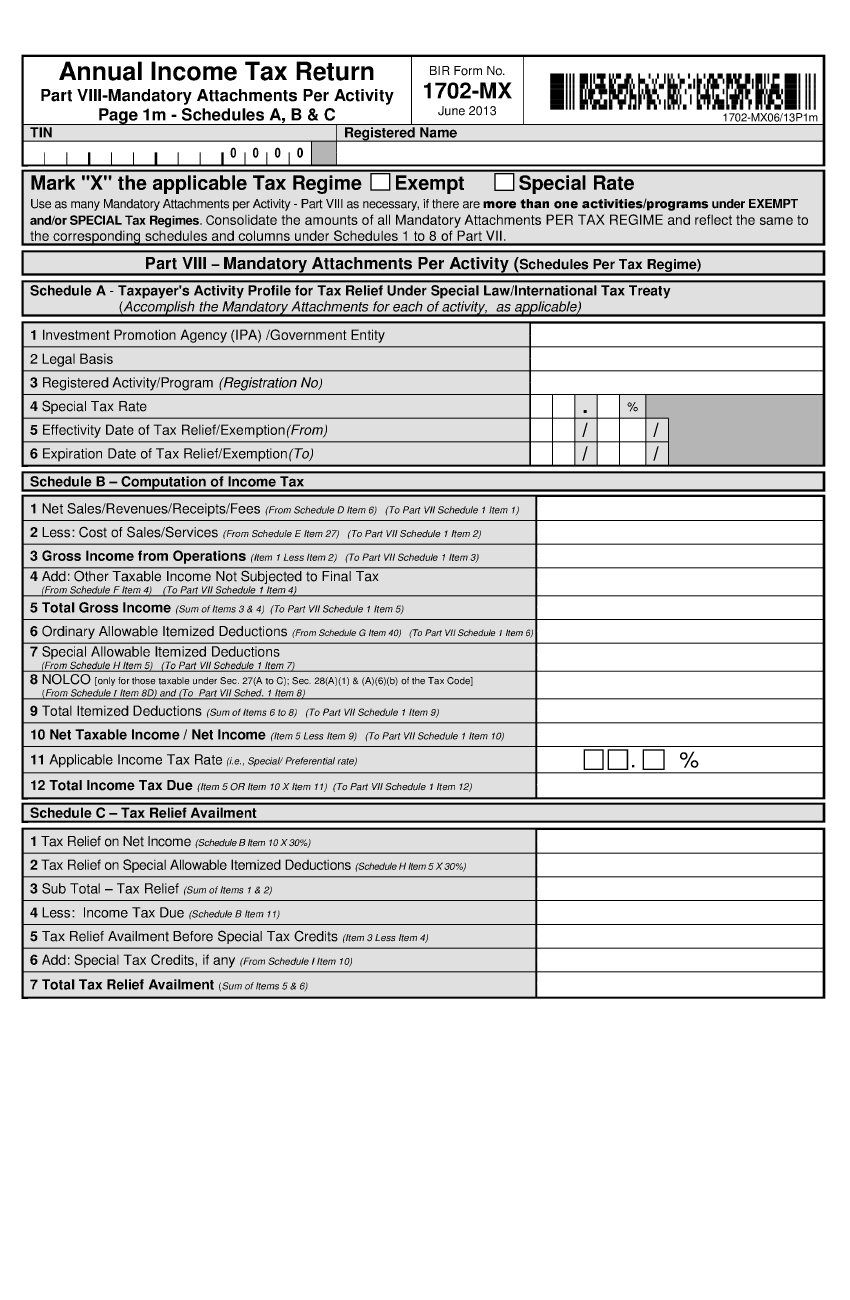 Annual Income Tax Return
Part VIII-Mandatory Attachments Per Activity
Page 1m - Schedules A, B & C
BIR Form No.
1702-MX
June 2013
1702-MX06/13P1m
TIN
Registered Name
0 0 0 0
Mark "X" the applicable Tax Regime Exempt Special Rate
Use as many Mandatory Attachments per Activity - Part VIII as necessary, if there are more than one activities/programs under EXEMPT
and/or SPECIAL Tax Regimes. Consolidate the amounts of all Mandatory Attachments PER TAX REGIME and reflect the same to
the corresponding schedules and columns under Schedules 1 to 8 of Part VII.
Part VIII – Mandatory Attachments Per Activity (Schedules Per Tax Regime)
Schedule A - Taxpayer's Activity Profile for Tax Relief Under Special Law/International Tax Treaty
(Accomplish the Mandatory Attachments for each of activity, as applicable)
1 Investment Promotion Agency (IPA) /Government Entity
2 Legal Basis
3 Registered Activity/Program (Registration No)
4 Special Tax Rate . %
5 Effectivity Date of Tax Relief/Exemption(From) / /
6 Expiration Date of Tax Relief/Exemption(To) / /
Schedule B – Computation of Income Tax
1 Net Sales/Revenues/Receipts/Fees (From Schedule D Item 6) (To Part VII Schedule 1 Item 1)
2 Less: Cost of Sales/Services (From Schedule E Item 27) (To Part VII Schedule 1 Item 2)
3 Gross Income from Operations (Item 1 Less Item 2) (To Part VII Schedule 1 Item 3)
4 Add: Other Taxable Income Not Subjected to Final Tax
(From Schedule F Item 4) (To Part VII Schedule 1 Item 4)
5 Total Gross Income (Sum of Items 3 & 4) (To Part VII Schedule 1 Item 5)
6 Ordinary Allowable Itemized Deductions (From Schedule G Item 40) (To Part VII Schedule 1 Item 6)
7 Special Allowable Itemized Deductions
(From Schedule H Item 5) (To Part VII Schedule 1 Item 7)
8 NOLCO [only for those taxable under Sec. 27(A to C); Sec. 28(A)(1) & (A)(6)(b) of the Tax Code]
(From Schedule I Item 8D) and (To Part VII Sched. 1 Item 8)
9 Total Itemized Deductions (Sum of Items 6 to 8) (To Part VII Schedule 1 Item 9)
10 Net Taxable Income / Net Income (Item 5 Less Item 9) (To Part VII Schedule 1 Item 10)
11 Applicable Income Tax Rate (i.e., Special/ Preferential rate) . %
12 Total Income Tax Due (Item 5 OR Item 10 X Item 11) (To Part VII Schedule 1 Item 12)
Schedule C – Tax Relief Availment
1 Tax Relief on Net Income (Schedule B Item 10 X 30%)
2 Tax Relief on Special Allowable Itemized Deductions (Schedule H Item 5 X 30%)
3 Sub Total – Tax Relief (Sum of Items 1 & 2)
4 Less: Income Tax Due (Schedule B Item 11)
5 Tax Relief Availment Before Special Tax Credits (Item 3 Less Item 4)
6 Add: Special Tax Credits, if any (From Schedule I Item 10)
7 Total Tax Relief Availment (Sum of Items 5 & 6)